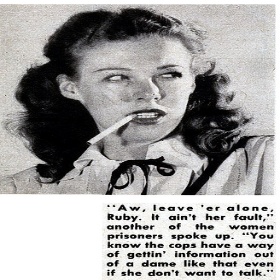 "Aw, leave 'er alone,
Ruby. It ain't her fault,"
another of the women
prisoners spoke up. "You
know the cops have a way
of gettin' information out
of a dame like that even
if she don't want to talk."